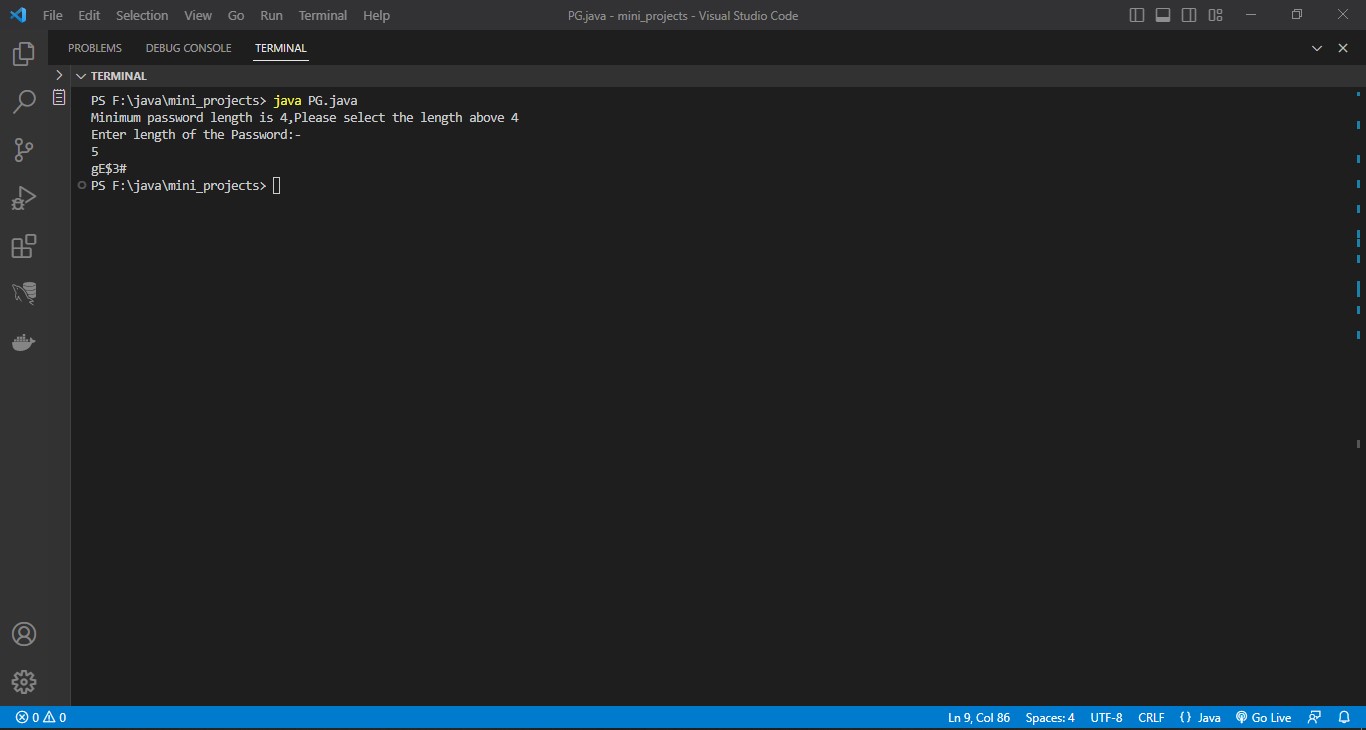 File Edit Selection View Go Run Terminal Help PG.java - mini_projects - Visual Studio Code
PROBLEMS DEBUG CONSOLE TERMINAL
TERMINAL
PS F:\java\mini_projects> java PG.java
Minimum password length is 4,Please select the length above 4
Enter length of the Password:-
5
gE$3#
PS F:\java\mini_projects>
0 0 Ln 9, Col 86 Spaces: 4 UTF-8 CRLF {} Java Go Live